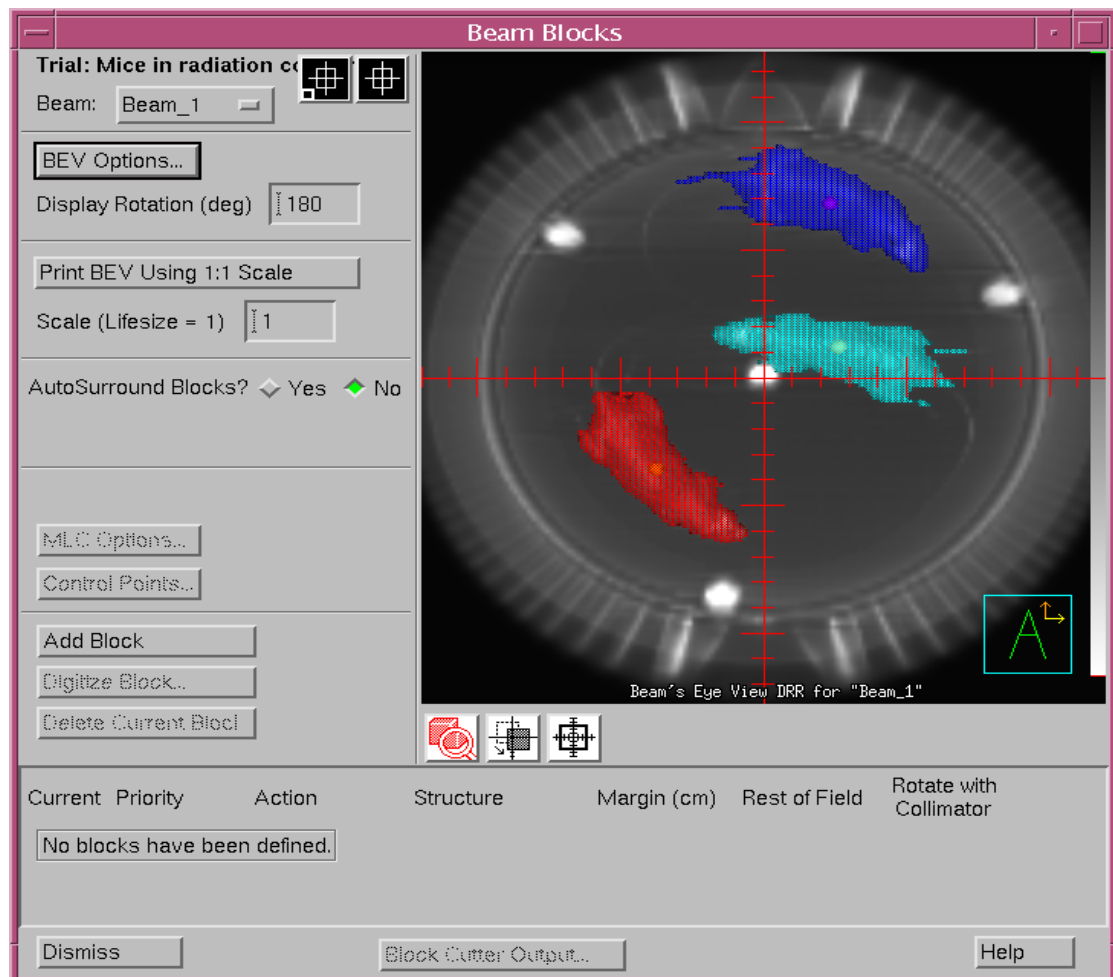 Beam Blocks
Trial: Mice in radiation
Beam: Beam_1
BEV Options...
Display Rotation (deg) 180
Print BEV Using 1:1 Scale
Scale (Lifesize = 1) 1
AutoSurround Blocks? Yes No
MLC Options...
Control Points...
Add Block
Digitize Block...
Delete Current Bloc
A
Beam's Eye View DRR for "Beam_1"
Current Priority Action Structure Margin (cm) Rest of Field Rotate with
Collimator
No blocks have been defined.
Dismiss Block Cutter Output... Help